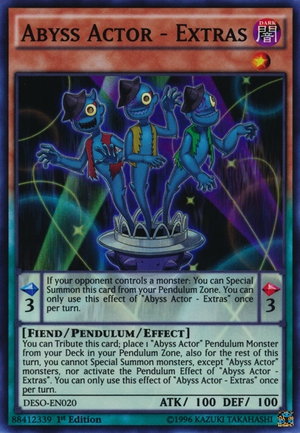 Abyss Actor - Extras
DARK
闇
If your opponent controls a monster: You can Special
Summon this card from your Pendulum Zone. You can
only use this effect of "Abyss Actor - Extras" once
per turn.
3
3
[FIEND/PENDULUM/EFFECT]
You can Tribute this card; place 1 "Abyss Actor" Pendulum Monster
from your Deck in your Pendulum Zone, also for the rest of this
turn, you cannot Special Summon monsters, except "Abyss Actor"
monsters, nor activate the Pendulum Effect of "Abyss Actor -
Extras". You can only use this effect of "Abyss Actor - Extras" once
per turn.
DESO-EN020
ATK/ 100 DEF/ 100
88412339 1st Edition
©1996 KAZUKI TAKAHASHI